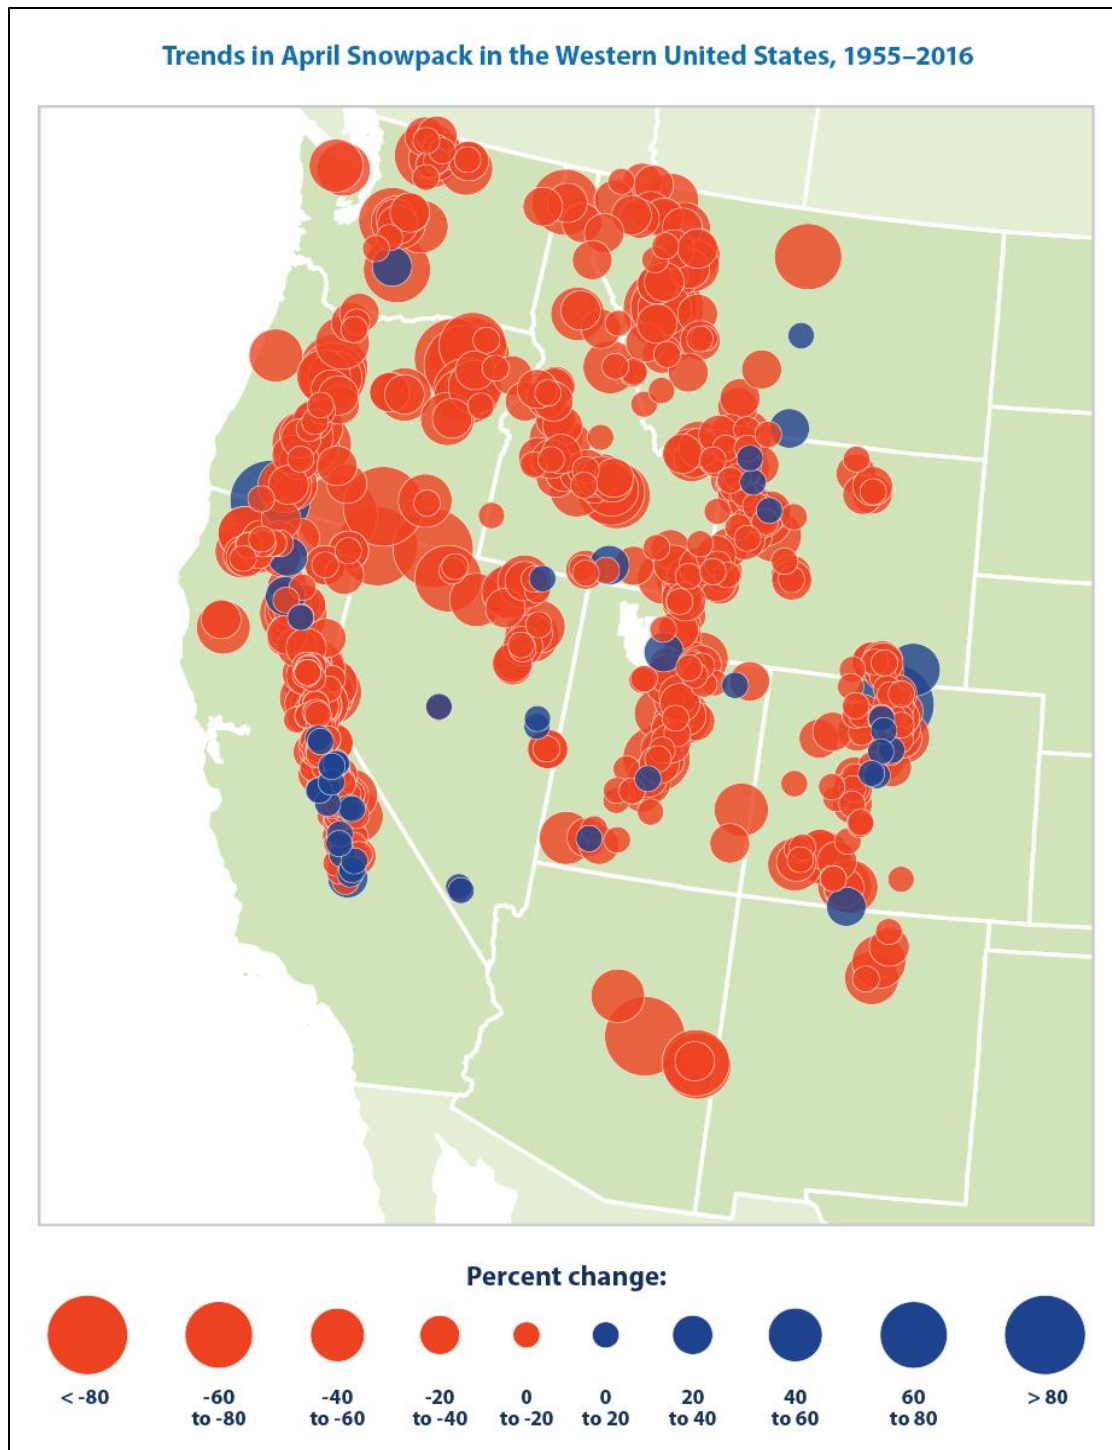 Trends in April Snowpack in the Western United States, 1955–2016
Percent change:
< -80
-60
to -80
-40
to -60
-20
to -40
0
to -20
0
to 20
20
to 40
40
to 60
60
to 80
> 80